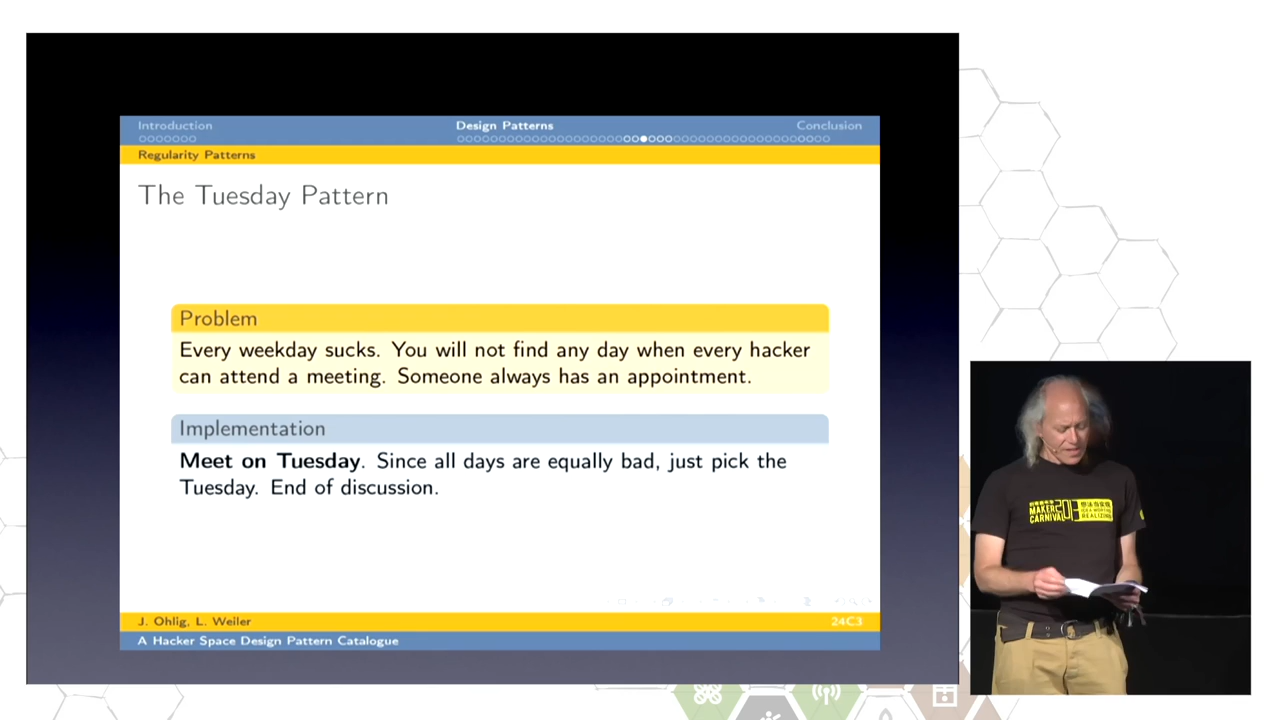 Introduction
Design Patterns
Conclusion
Regularity Patterns
The Tuesday Pattern
Problem
Every weekday sucks. You will not find any day when every hacker
can attend a meeting. Someone always has an appointment.
Implementation
Meet on Tuesday. Since all days are equally bad, just pick the
Tuesday. End of discussion.
J. Ohlig, L. Weiler
24C3
A Hacker Space Design Pattern Catalogue
MAKER
CARNIVAL